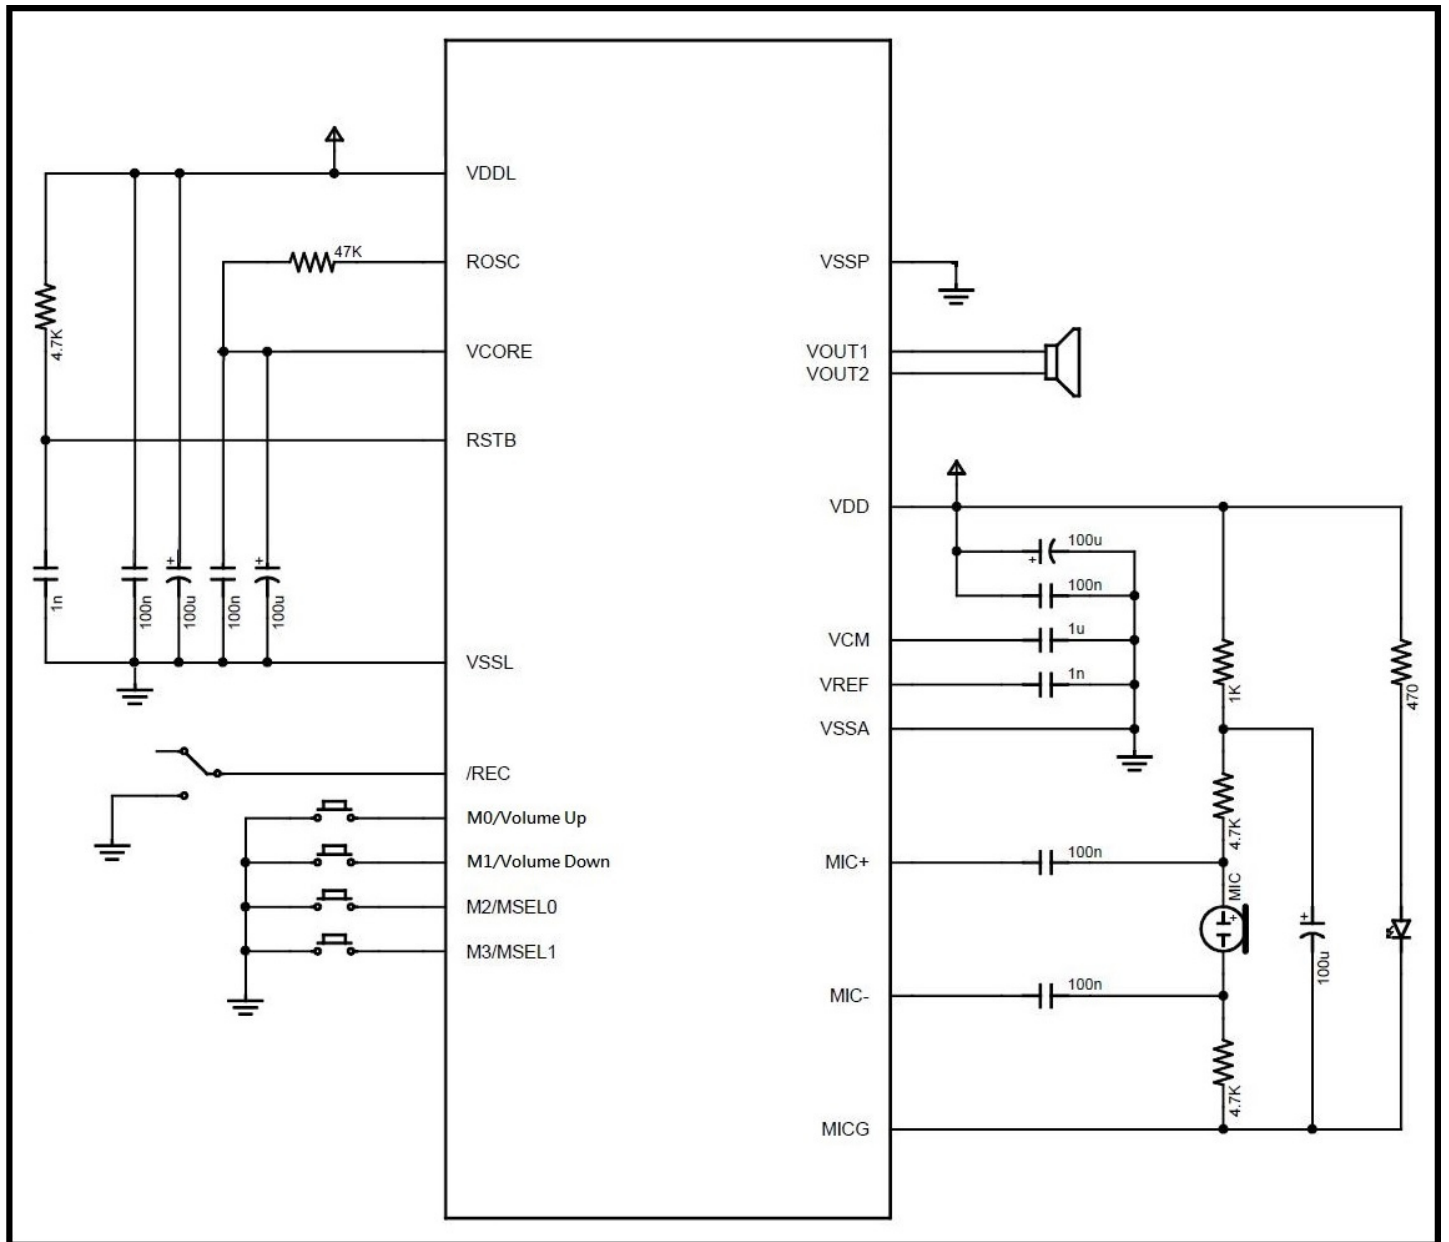 VDDL
47K
ROSC
VSSP
4.7K
VCORE
VOUT1
VOUT2
RSTB
VDD
+
100u
100n
1n
100n
+
100u
100n
+
100u
VCM
1u
VREF
1n
VSSL
1K
470
VSSA
/REC
M0/Volume Up
4.7K
M1/Volume Down
MIC+
100n
MIC
+
M2/MSEL0
+
100u
M3/MSEL1
MIC-
100n
4.7K
MICG